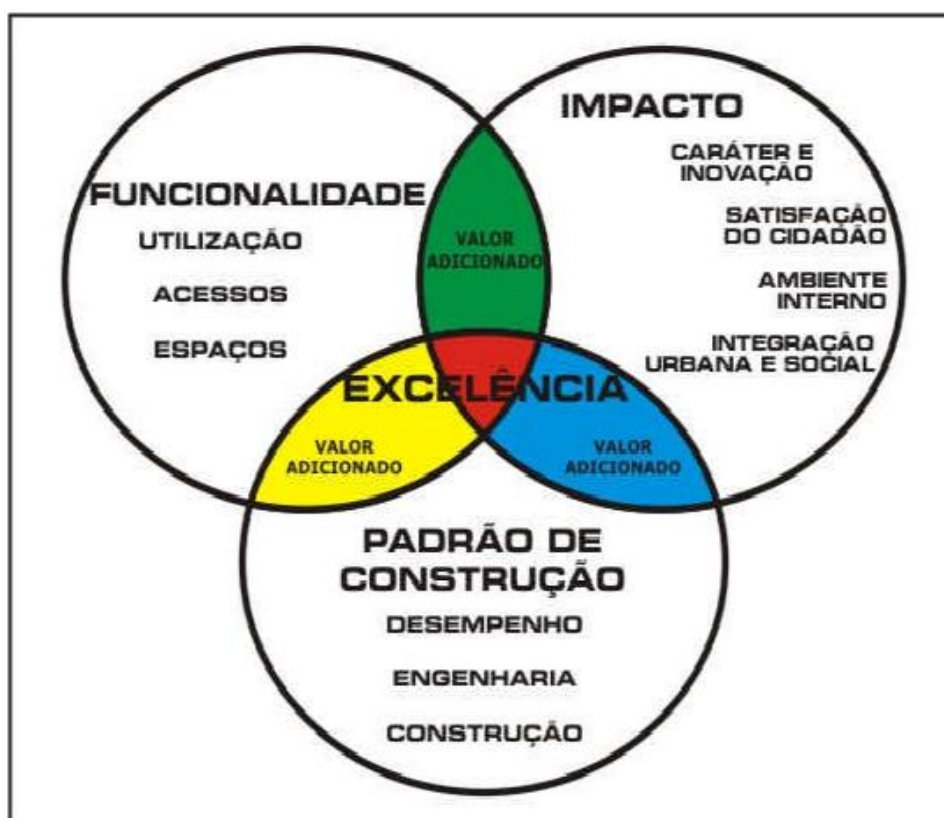 FUNCIONALIDADE
UTILIZAÇÃO
ACESSOS
ESPAÇOS
IMPACTO
CARÁTER E
INOVAÇÃO
SATISFAÇÃO
DO CIDADÃO
AMBIENTE
INTERNO
INTEGRAÇÃO
URBANA E SOCIAL
VALOR
ADICIONADO
EXCELÊNCIA
VALOR
ADICIONADO
VALOR
ADICIONADO
PADRÃO DE
CONSTRUÇÃO
DESEMPENHO
ENGENHARIA
CONSTRUÇÃO